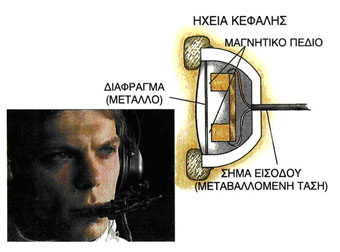 ΗΧΕΙΑ ΚΕΦΑΛΗΣ
ΜΑΓΝΗΤΙΚΟ ΠΕΔΙΟ
ΔΙΑΦΡΑΓΜΑ
(ΜΕΤΑΛΛΟ)
ΣΗΜΑ ΕΙΣΟΔΟΥ
(ΜΕΤΑΒΑΛΛΟΜΕΝΗ ΤΑΣΗ)